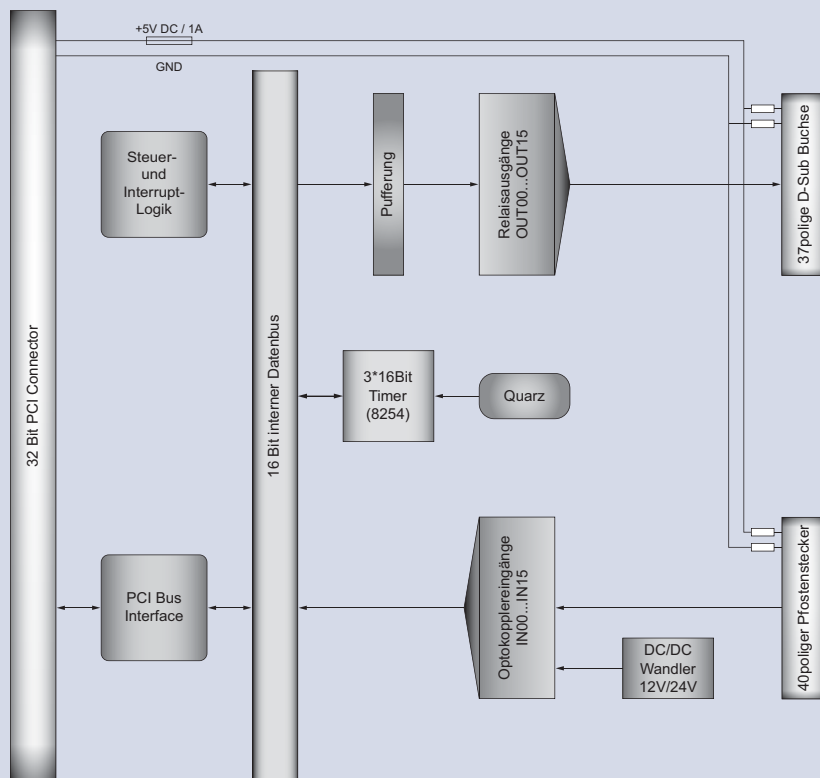 +5V DC / 1A
GND
Steuer-
und
Interrupt-
Logik
Pufferung
Relaisausgänge
OUT00...OUT15
37polige D-Sub Buchse
32 Bit PCI Connector
16 Bit interner Datenbus
3*16Bit
Timer
(8254)
Quarz
PCI Bus
Interface
Optokopplereingänge
IN00...IN15
DC/DC
Wandler
12V/24V
40poliger Pfostenstecker